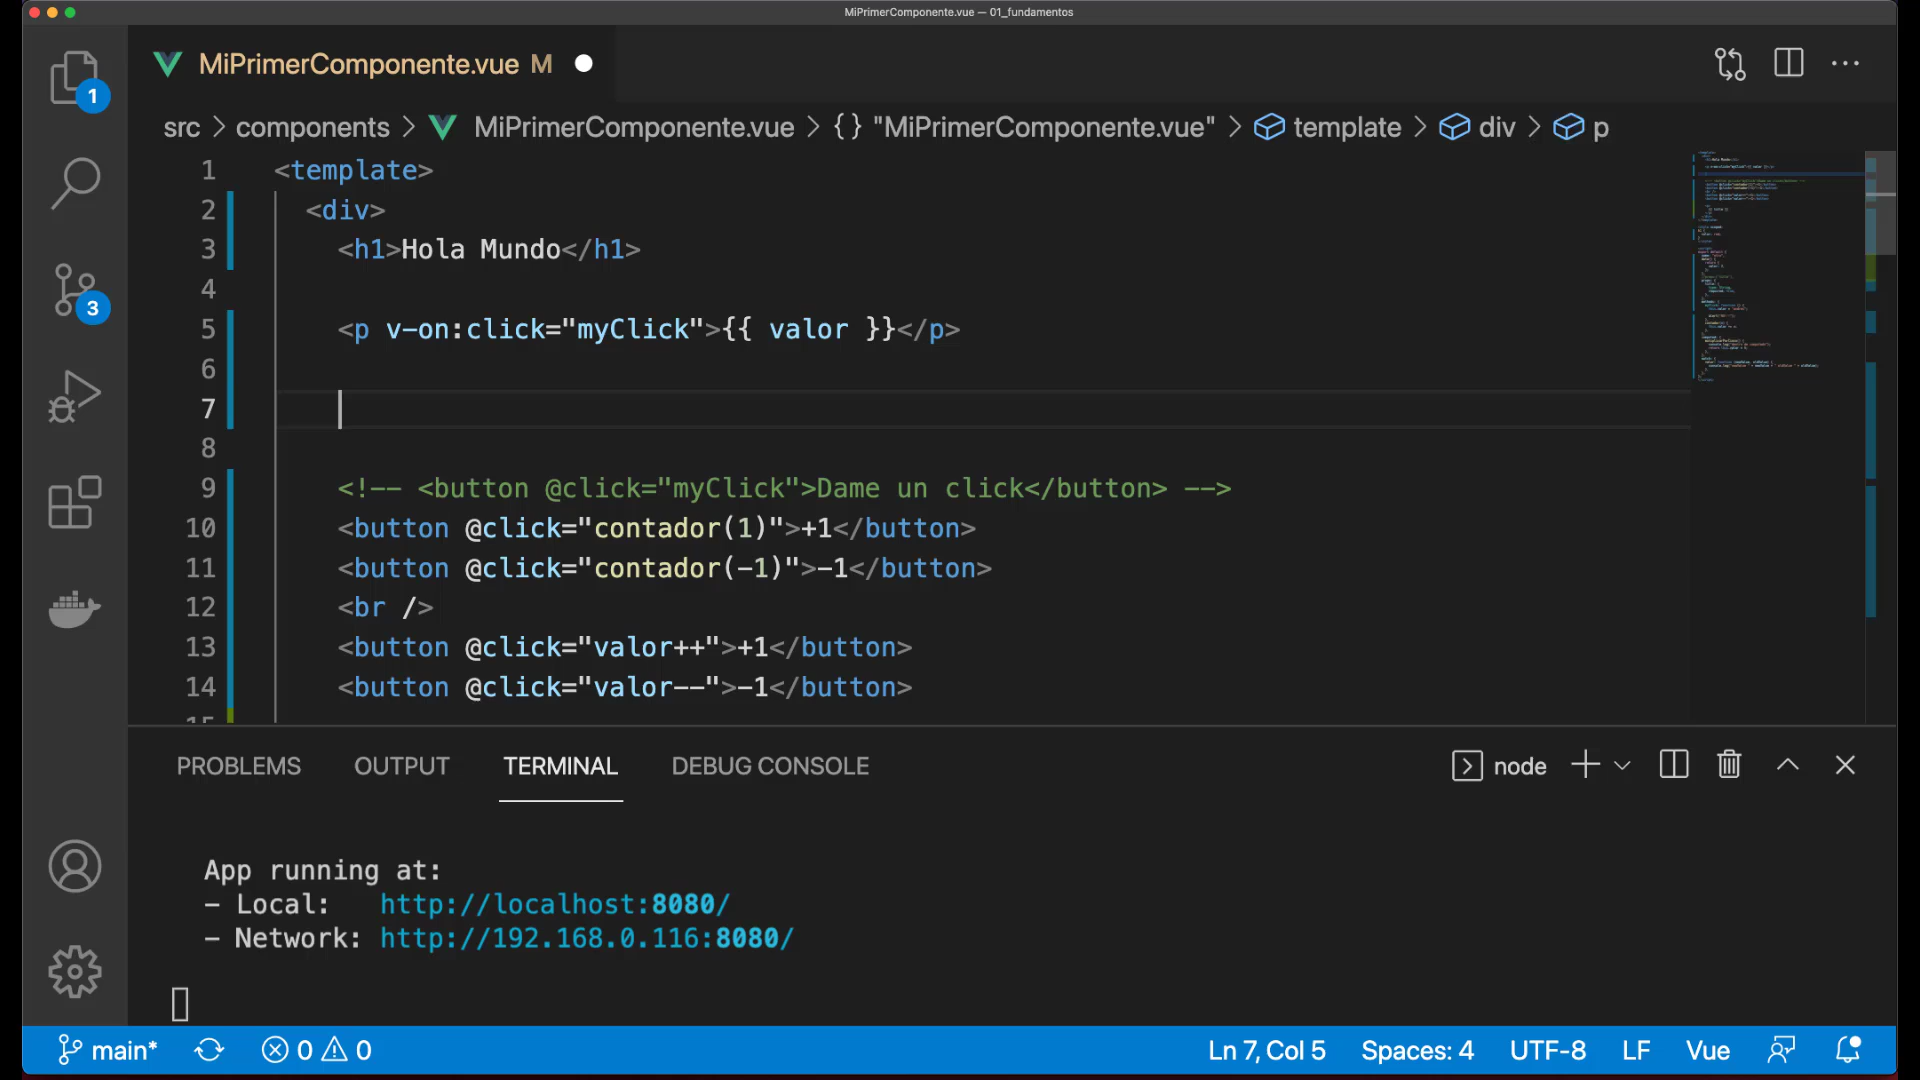 MiPrimerComponente.vue — 01_fundamentos
MiPrimerComponente.vue M
1
src > components > MiPrimerComponente.vue > {} "MiPrimerComponente.vue" > template > div > p
1 <template>
2 <div>
3 <h1>Hola Mundo</h1>
4
5 <p v-on:click="myClick">{{ valor }}</p>
6
7
8
9 <!-- <button @click="myClick">Dame un click</button> -->
10 <button @click="contador(1)">+1</button>
11 <button @click="contador(-1)">-1</button>
12 <br />
13 <button @click="valor++">+1</button>
14 <button @click="valor--">-1</button>
15
3
PROBLEMS OUTPUT TERMINAL DEBUG CONSOLE node
App running at:
- Local: http://localhost:8080/
- Network: http://192.168.0.116:8080/
main* 0 0 Ln 7, Col 5 Spaces: 4 UTF-8 LF Vue